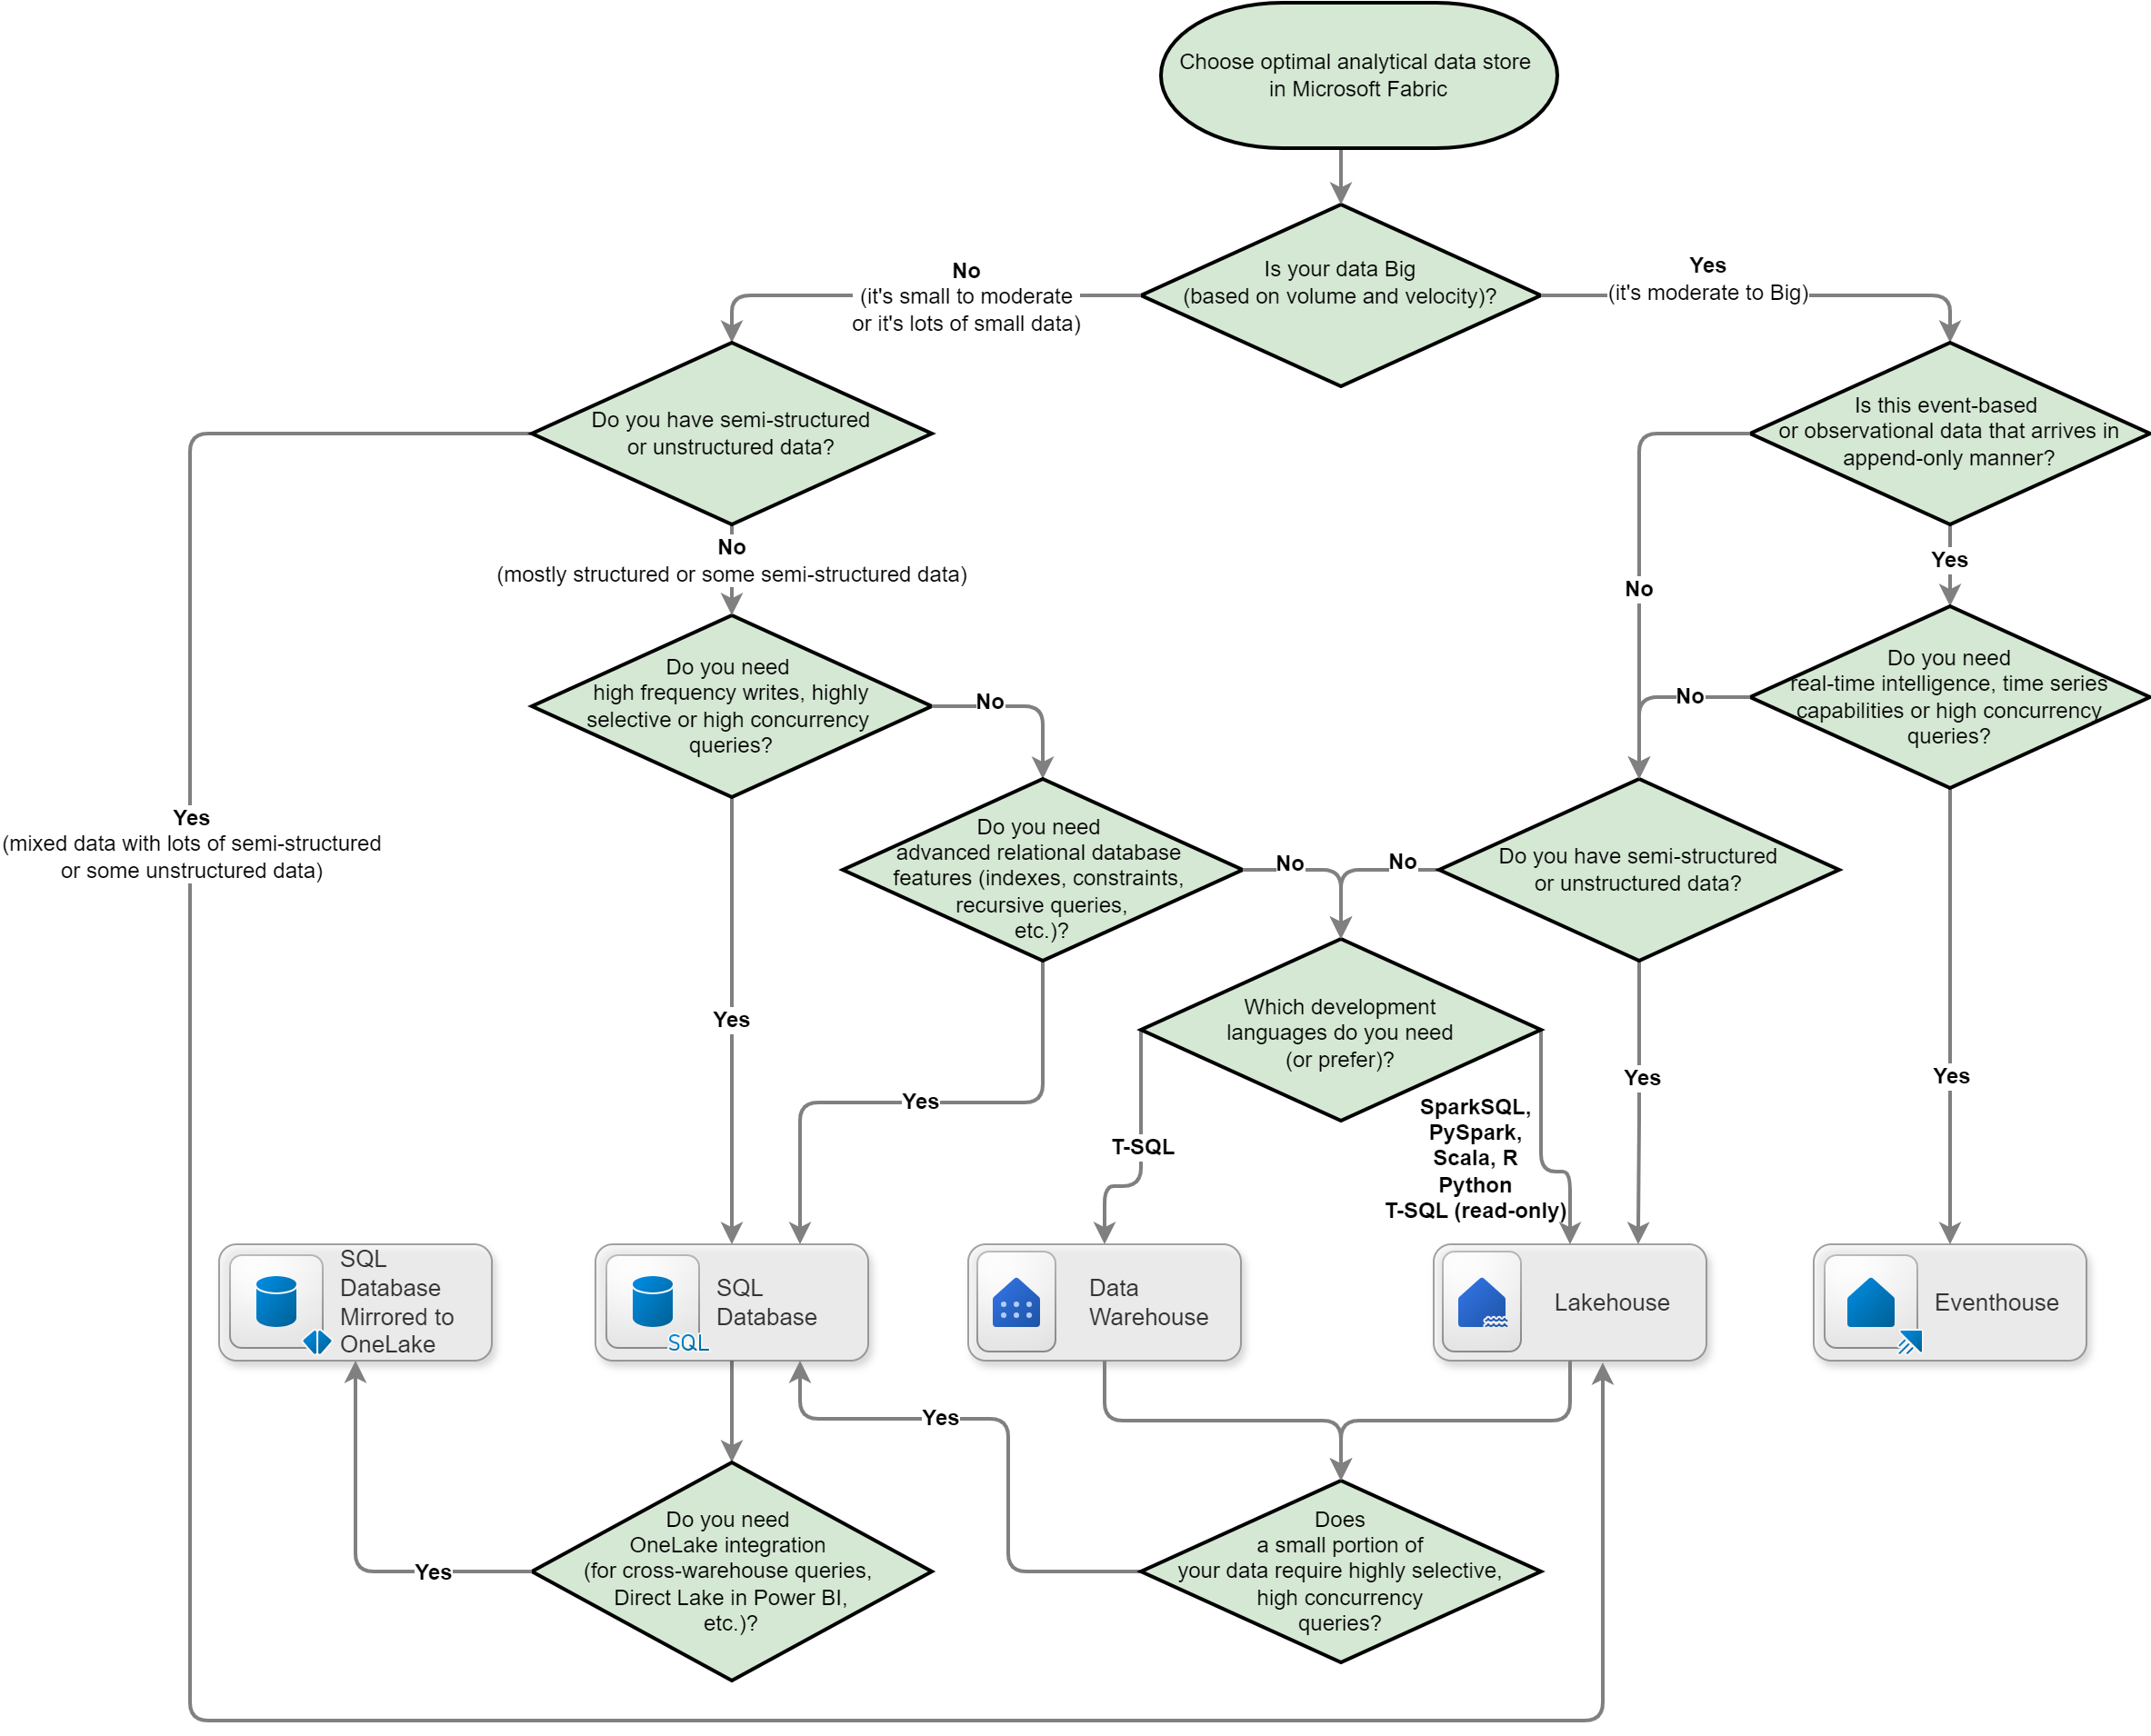 Choose optimal analytical data store
in Microsoft Fabric
Is your data Big
(based on volume and velocity)?
No
(it's small to moderate
or it's lots of small data)
Yes
(it's moderate to Big)
Do you have semi-structured
or unstructured data?
Is this event-based
or observational data that arrives in
append-only manner?
No
(mostly structured or some semi-structured data)
Yes
No
Do you need
high frequency writes, highly
selective or high concurrency
queries?
No
Do you need
real-time intelligence, time series
capabilities or high concurrency
queries?
No
Yes
(mixed data with lots of semi-structured
or some unstructured data)
Do you need
advanced relational database
features (indexes, constraints,
recursive queries,
etc.)?
No
No
Do you have semi-structured
or unstructured data?
Which development
languages do you need
(or prefer)?
Yes
Yes
T-SQL
SparkSQL,
PySpark,
Scala, R
Python
T-SQL (read-only)
Yes
Yes
SQL
Database
Mirrored to
OneLake
SQL
SQL
Database
Data
Warehouse
Lakehouse
Eventhouse
Yes
Do you need
OneLake integration
(for cross-warehouse queries,
Direct Lake in Power BI,
etc.)?
Yes
Does
a small portion of
your data require highly selective,
high concurrency
queries?